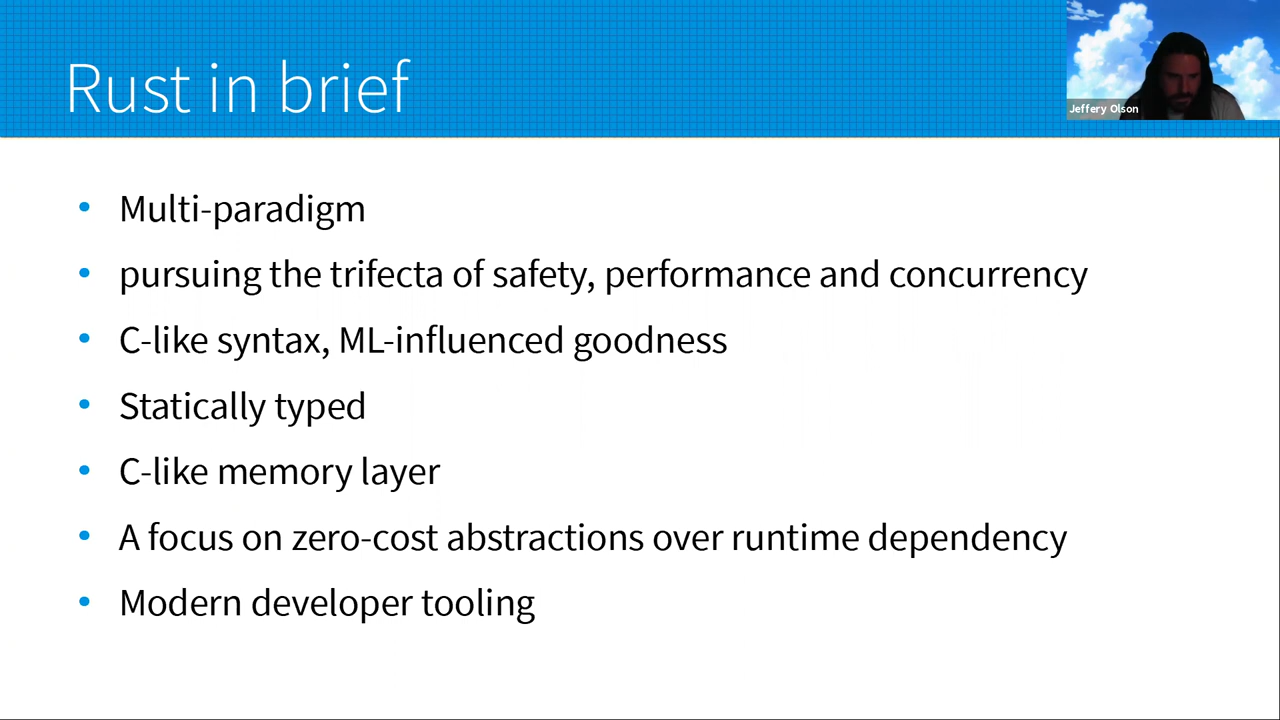 Rust in brief
Jeffery Olson
Multi-paradigm
pursuing the trifecta of safety, performance and concurrency
C-like syntax, ML-influenced goodness
Statically typed
C-like memory layer
A focus on zero-cost abstractions over runtime dependency
Modern developer tooling